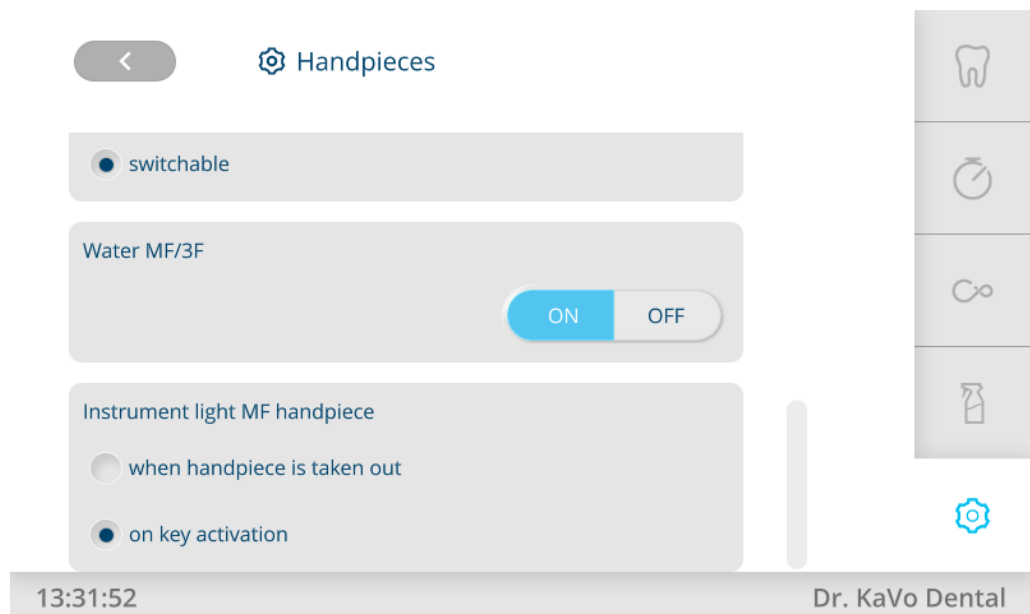 Handpieces
switchable
Water MF/3F
ON OFF
Instrument light MF handpiece
when handpiece is taken out
on key activation
13:31:52 Dr. KaVo Dental